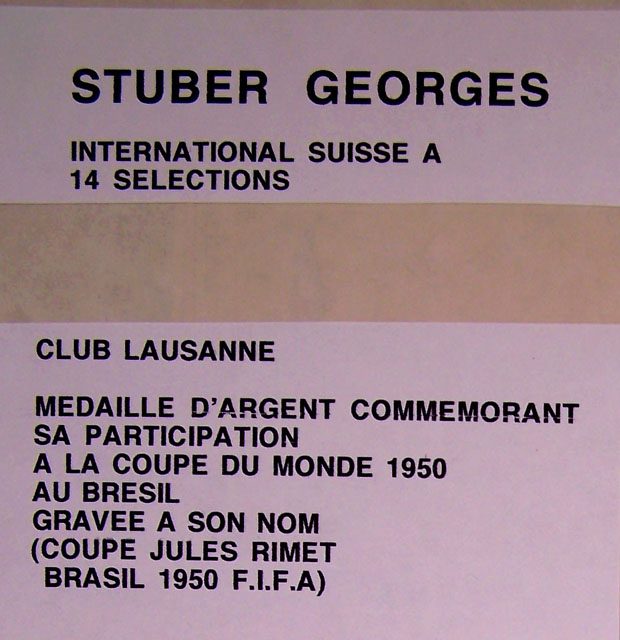 STUBER GEORGES
INTERNATIONAL SUISSE A
14 SELECTIONS
CLUB LAUSANNE
MEDAILLE D'ARGENT COMMEMORANT
SA PARTICIPATION
A LA COUPE DU MONDE 1950
AU BRESIL
GRAVEE A SON NOM
(COUPE JULES RIMET
BRASIL 1950 F.I.F.A)